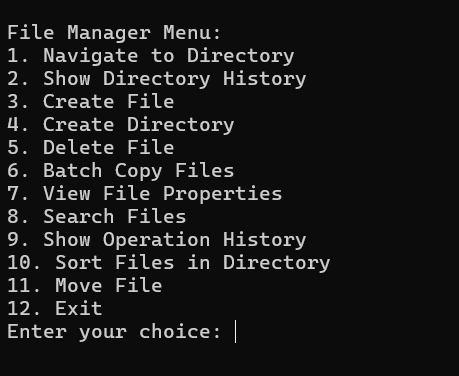 File Manager Menu:
1. Navigate to Directory
2. Show Directory History
3. Create File
4. Create Directory
5. Delete File
6. Batch Copy Files
7. View File Properties
8. Search Files
9. Show Operation History
10. Sort Files in Directory
11. Move File
12. Exit
Enter your choice: